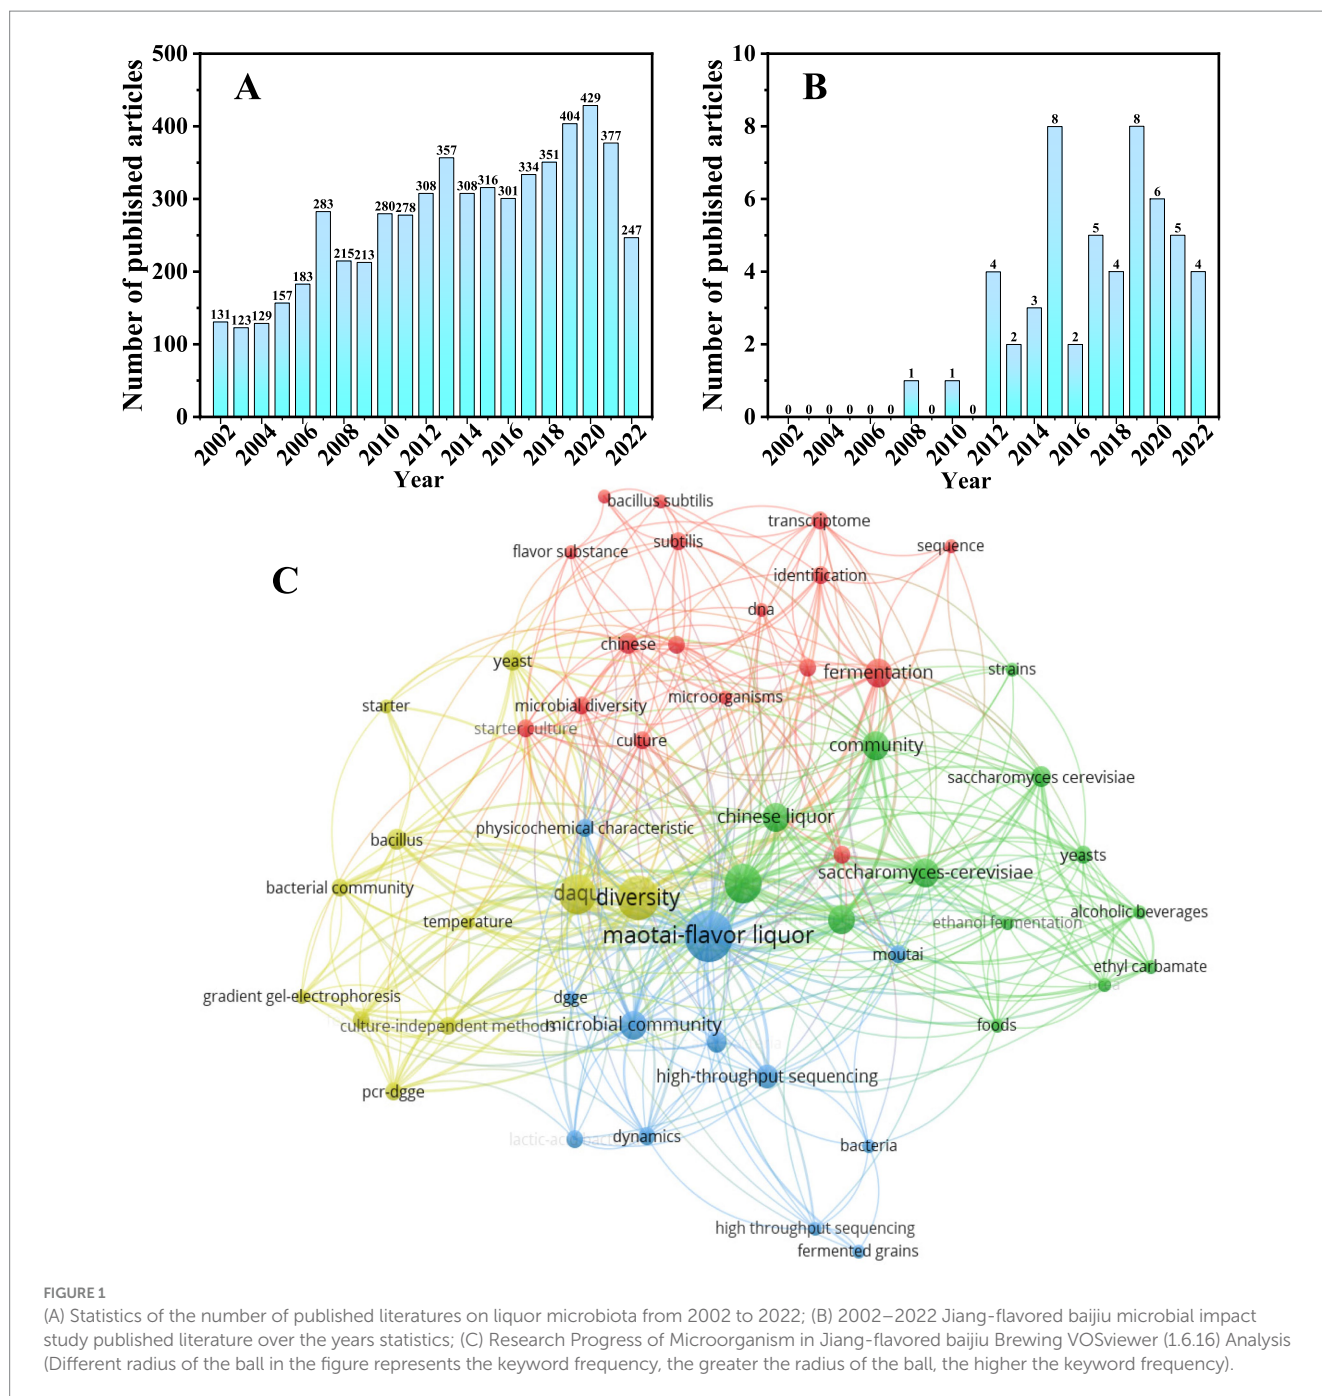 A
Number of published articles
500
400
300
200
100
0
131
123
129
157
183
283
215
213
280
278
308
357
308
316
301
334
351
404
429
377
247
2002
2004
2006
2008
2010
2012
2014
2016
2018
2020
2022
Year
B
Number of published articles
10
8
6
4
2
0
0
0
0
0
0
0
1
0
1
0
4
2
3
8
2
5
4
8
6
5
4
2002
2004
2006
2008
2010
2012
2014
2016
2018
2020
2022
Year
C
bacillus subtilis
transcriptome
subtilis
sequence
flavor substance
identification
dna
chinese
yeast
fermentation
strains
microorganisms
starter
microbial diversity
starter culture
culture
community
saccharomyces cerevisiae
chinese liquor
physicochemical characteristic
bacillus
yeasts
saccharomyces-cerevisiae
bacterial community
daqu
diversity
alcoholic beverages
temperature
ethanol fermentation
maotai-flavor liquor
moutai
ethyl carbamate
gradient gel-electrophoresis
dgge
culture-independent methods
microbial community
foods
high-throughput sequencing
pcr-dgge
dynamics
bacteria
high throughput sequencing
fermented grains
FIGURE 1
(A) Statistics of the number of published literatures on liquor microbiota from 2002 to 2022; (B) 2002–2022 Jiang-flavored baijiu microbial impact
study published literature over the years statistics; (C) Research Progress of Microorganism in Jiang-flavored baijiu Brewing VOSviewer (1.6.16) Analysis
(Different radius of the ball in the figure represents the keyword frequency, the greater the radius of the ball, the higher the keyword frequency).